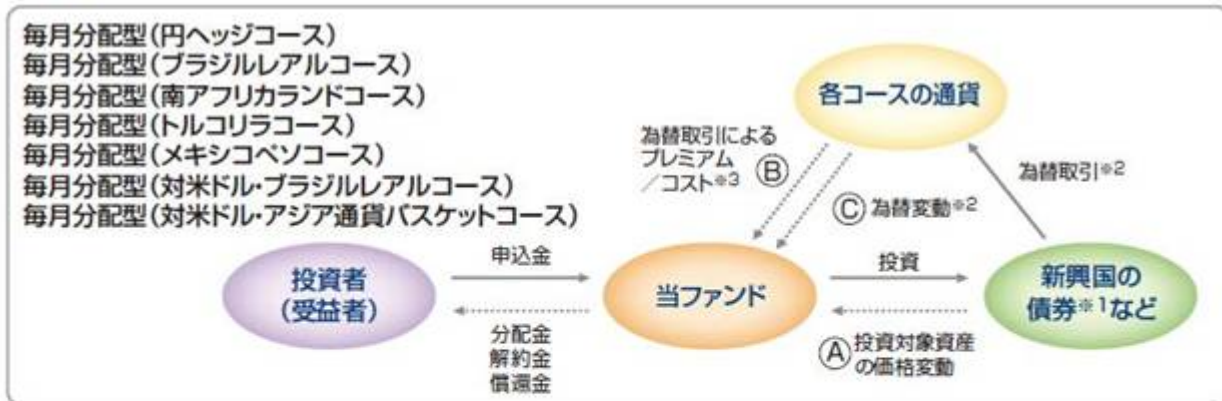 毎月分配型(円ヘッジコース)
毎月分配型(ブラジルレアルコース)
毎月分配型(南アフリカランドコース)
毎月分配型(トルコリラコース)
毎月分配型(メキシコペソコース)
毎月分配型(対米ドル・ブラジルレアルコース)
毎月分配型(対米ドル・アジア通貨バスケットコース)
各コースの通貨
為替取引による
プレミアム
/コスト※3
Ⓑ
Ⓒ 為替変動※2
為替取引※2
投資者
(受益者)
申込金
分配金
解約金
償還金
当ファンド
投資
Ⓐ 投資対象資産
の価格変動
新興国の
債券※1など